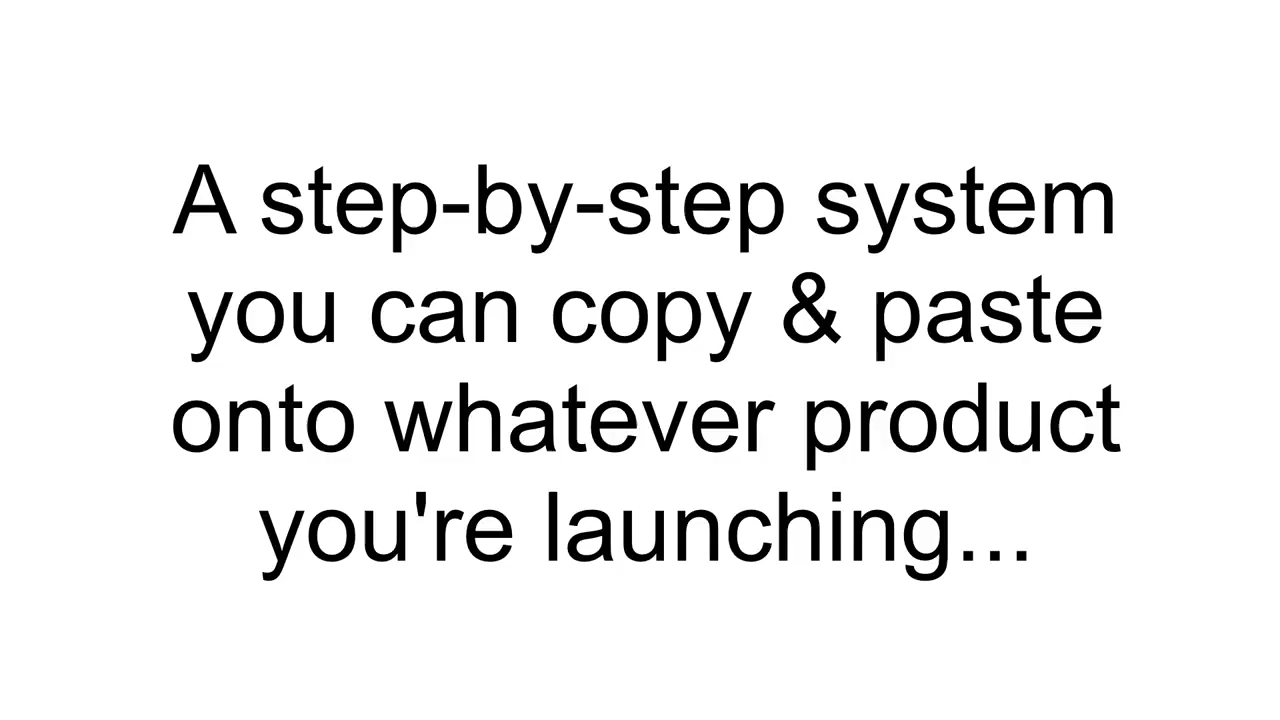 A step-by-step system
you can copy & paste
onto whatever product
you're launching...